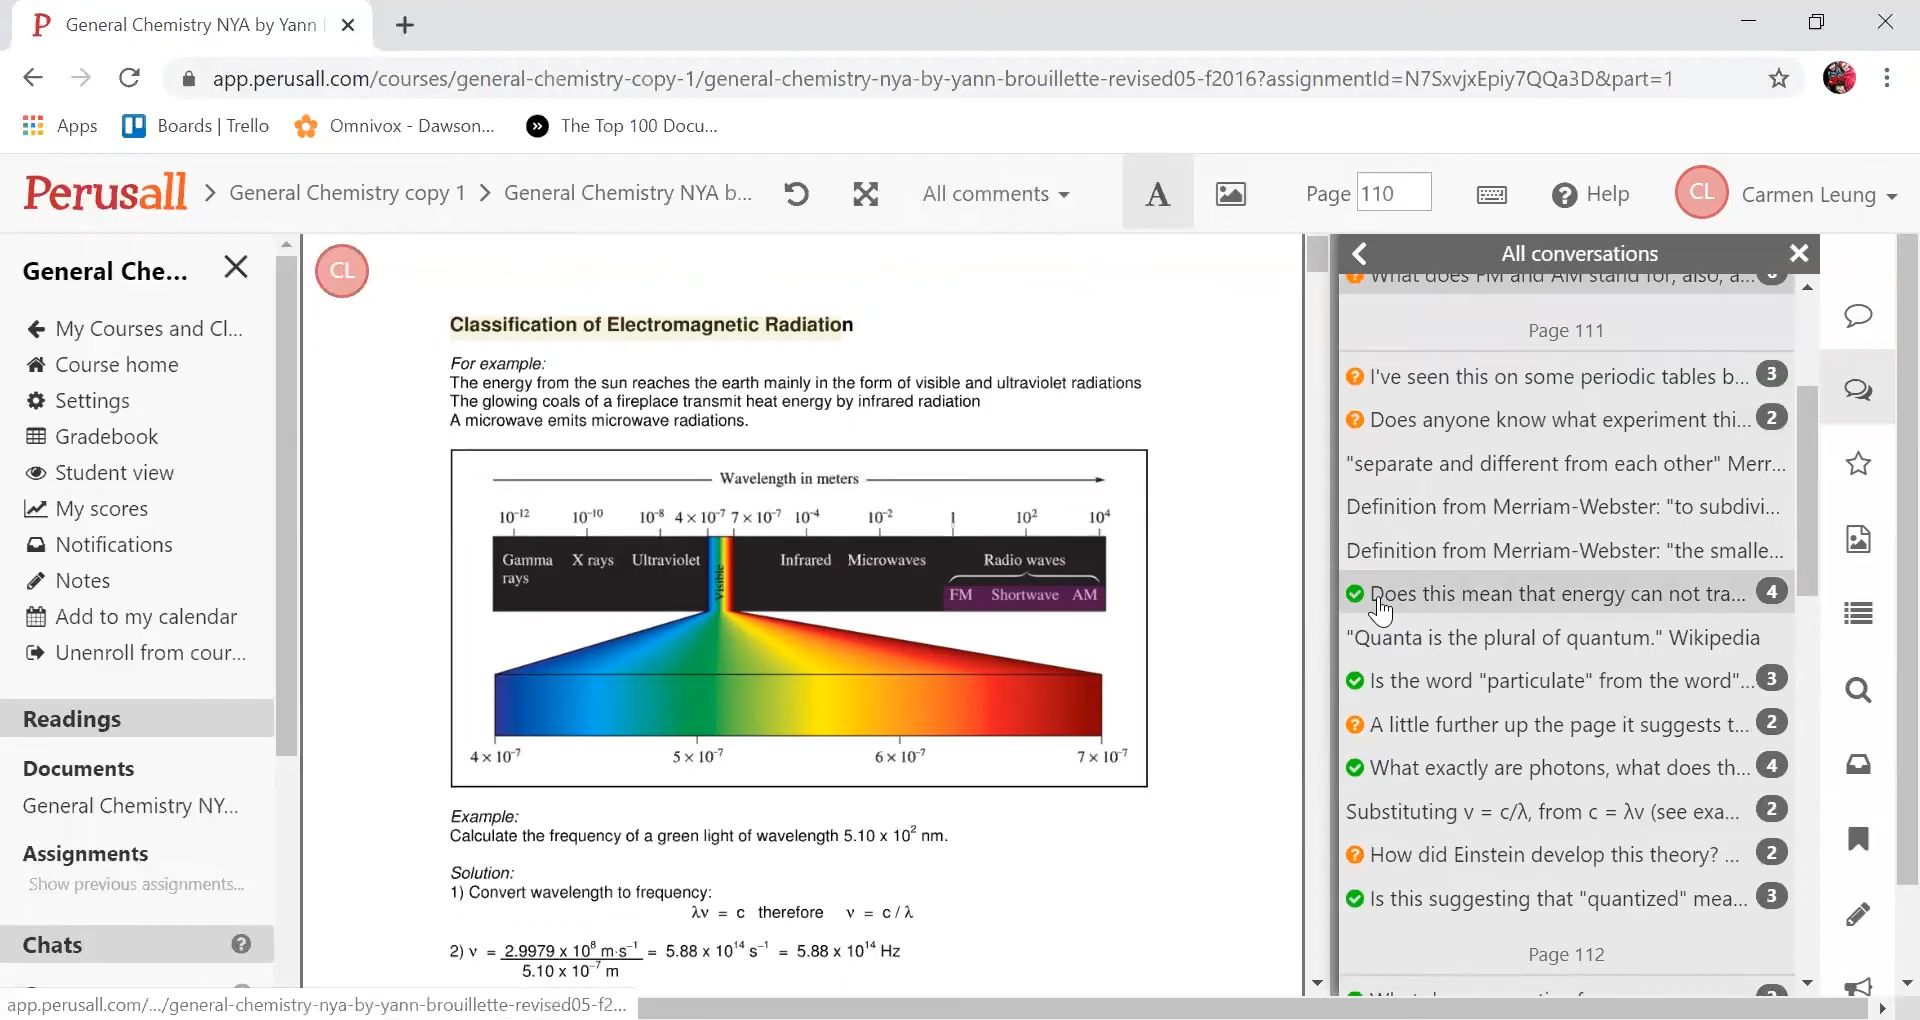 General Chemistry NYA by Yann
app.perusall.com/courses/general-chemistry-copy-1/general-chemistry-nya-by-yann-brouillette-revised05-f2016?assignmentId=N7SxvjxEpiy7QQa3D&part=1
Apps
Boards | Trello
Omnivox - Dawson...
The Top 100 Docu...
Perusall
General Chemistry copy 1
General Chemistry NYA b...
All comments
A
Page 110
Help
CL
Carmen Leung
General Che...
My Courses and Cl...
Course home
Settings
Gradebook
Student view
My scores
Notifications
Notes
Add to my calendar
Unenroll from cour...
Readings
Documents
General Chemistry NY...
Assignments
Show previous assignments...
Chats
app.perusall.com/.../general-chemistry-nya-by-yann-brouillette-revised05-f2...
CL
Classification of Electromagnetic Radiation
For example:
The energy from the sun reaches the earth mainly in the form of visible and ultraviolet radiations
The glowing coals of a fireplace transmit heat energy by infrared radiation
A microwave emits microwave radiations.
Wavelength in meters
10⁻¹² 10⁻¹⁰ 10⁻⁸ 4 × 10⁻⁷ 7 × 10⁻⁷ 10⁻⁴ 10⁻² 1 10² 10⁴
Gamma rays X rays Ultraviolet Visible Infrared Microwaves Radio waves
FM Shortwave AM
4 × 10⁻⁷ 5 × 10⁻⁷ 6 × 10⁻⁷ 7 × 10⁻⁷
Example:
Calculate the frequency of a green light of wavelength 5.10 x 10² nm.
Solution:
1) Convert wavelength to frequency:
λν = c therefore ν = c / λ
2) ν = 2.9979 x 10⁸ m·s⁻¹ = 5.88 x 10¹⁴ s⁻¹ = 5.88 x 10¹⁴ Hz
5.10 x 10⁻⁷ m
All conversations
What does FM and AM stand for, also, a...
Page 111
I've seen this on some periodic tables b... 3
Does anyone know what experiment thi... 2
"separate and different from each other" Merr...
Definition from Merriam-Webster: "to subdivi...
Definition from Merriam-Webster: "the smalle...
Does this mean that energy can not tra... 4
"Quanta is the plural of quantum." Wikipedia
Is the word "particulate" from the word"... 3
A little further up the page it suggests t... 2
What exactly are photons, what does th... 4
Substituting v = c/λ, from c = λv (see exa... 2
How did Einstein develop this theory? ... 2
Is this suggesting that "quantized" mea... 3
Page 112